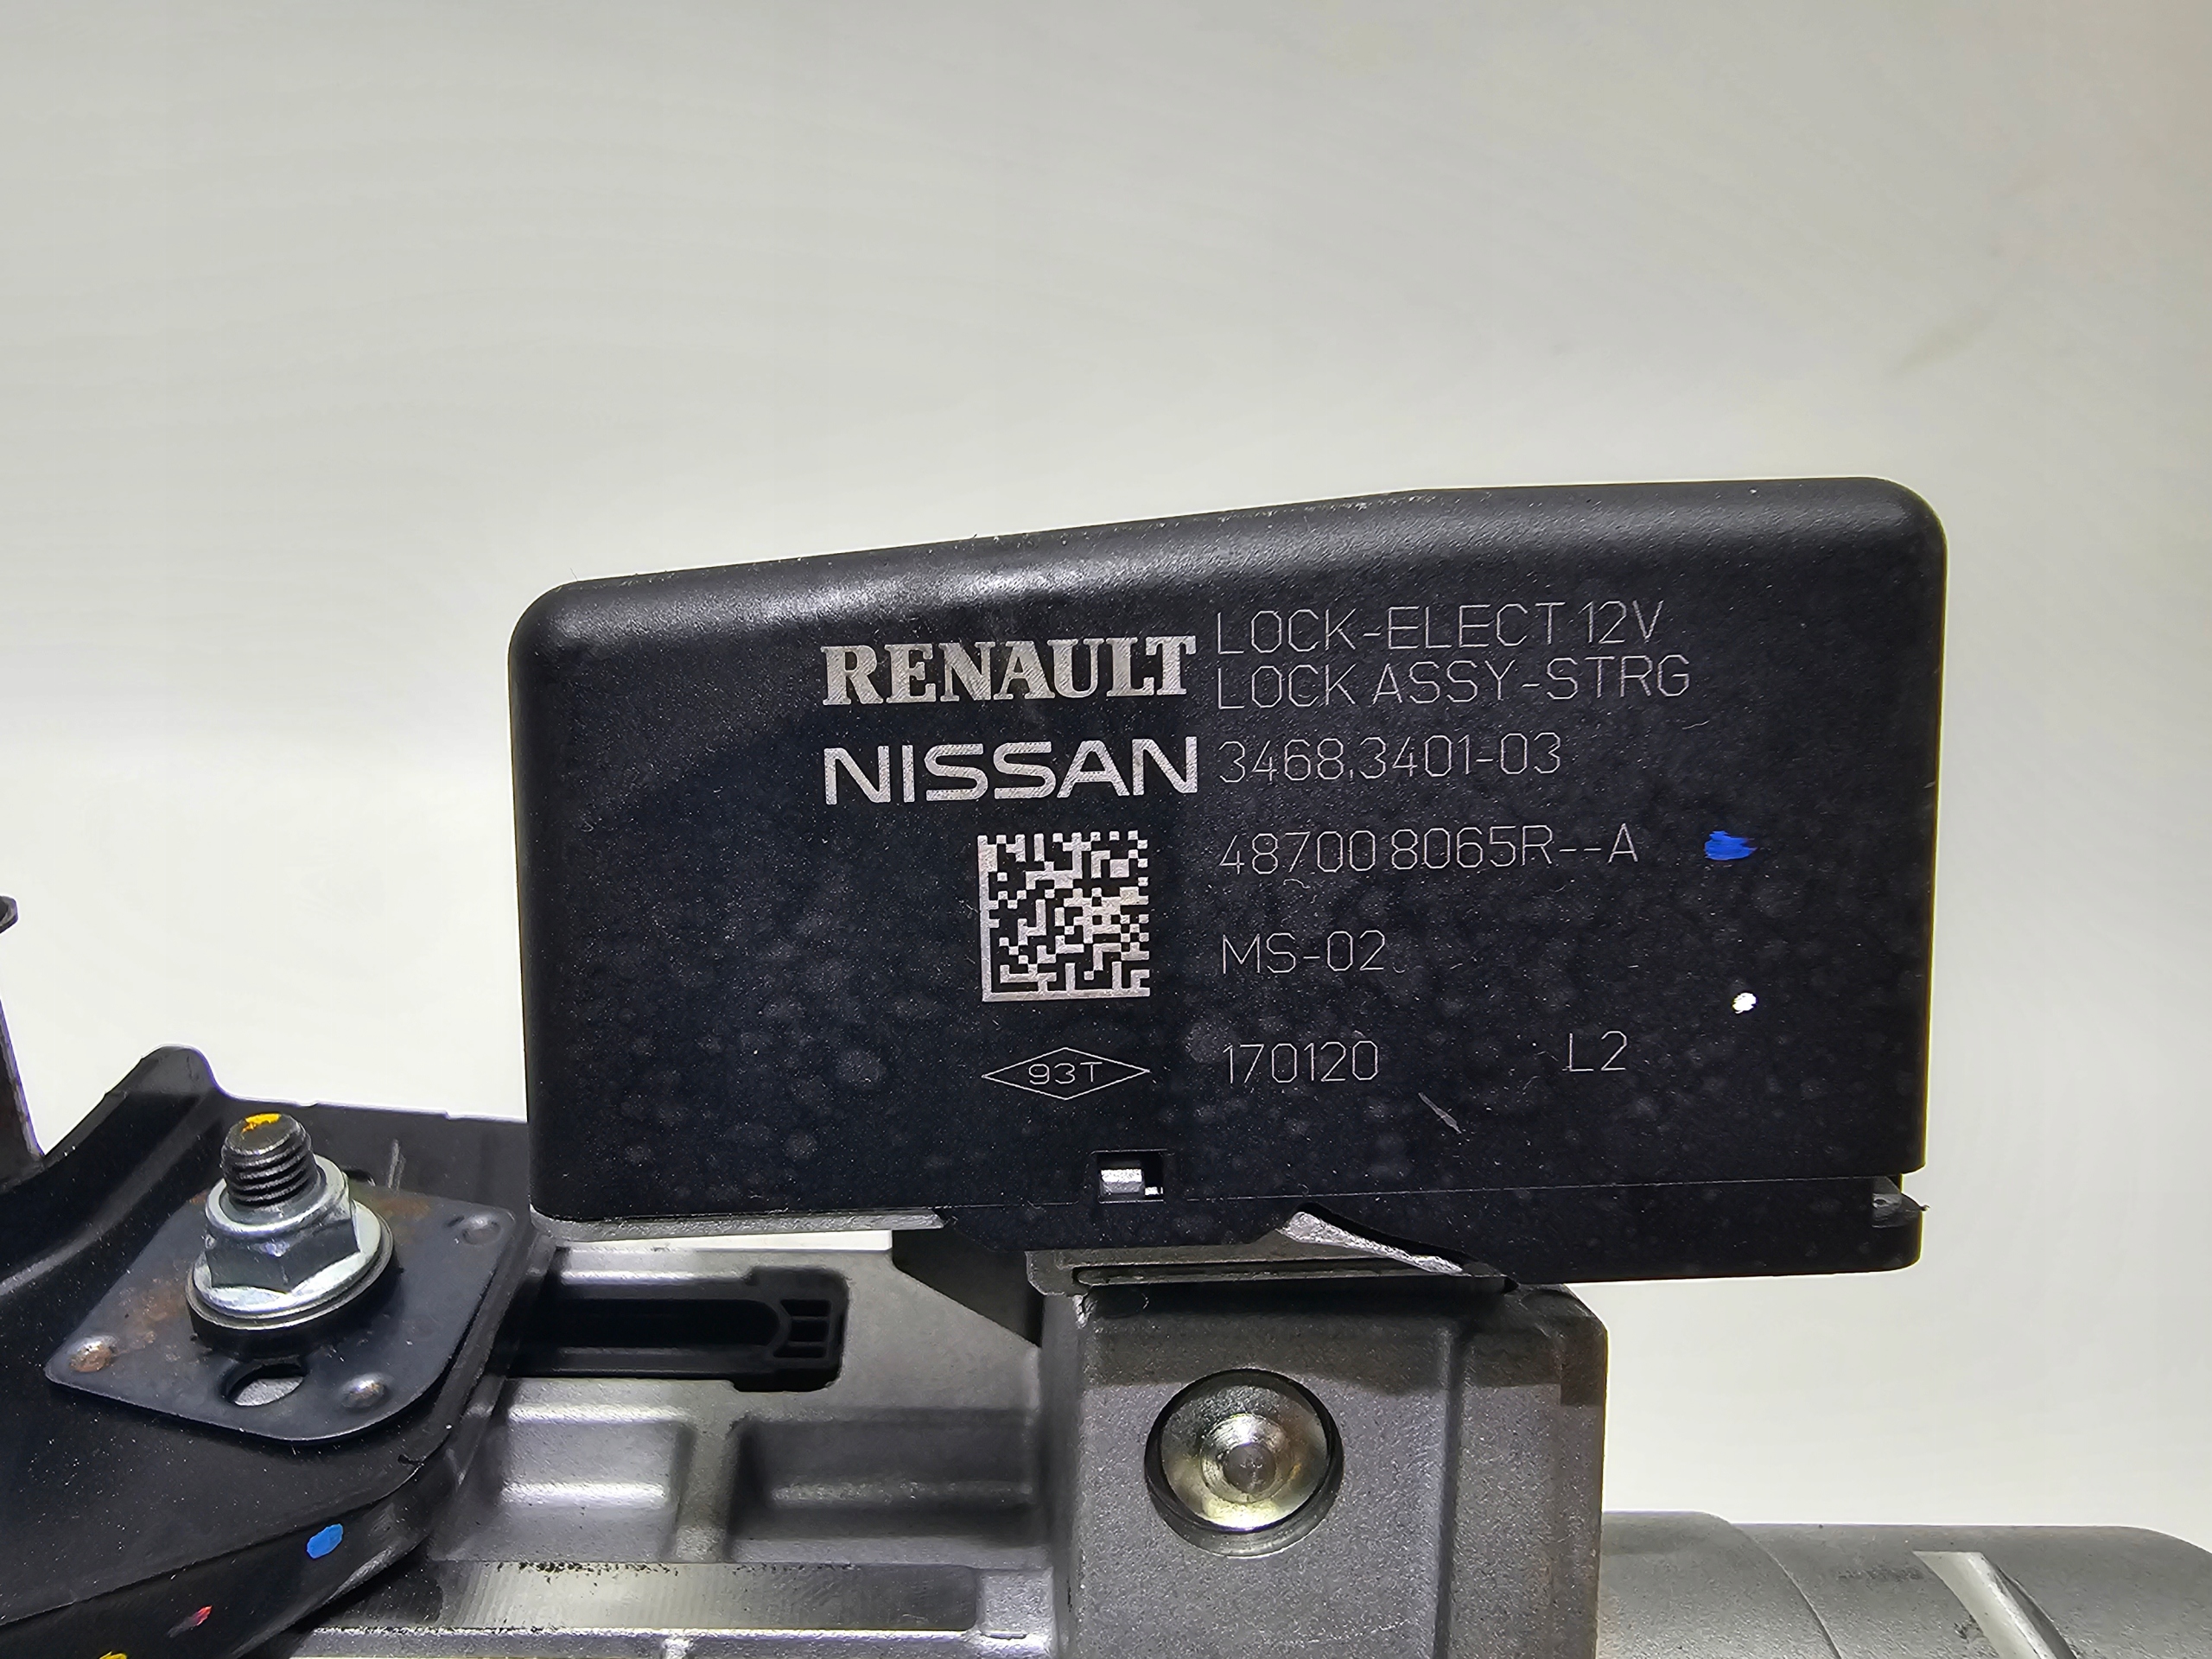 RENAULT LOCK-ELECT 12V
LOCK ASSY-STRG
NISSAN 3468.3401-03
48700 8065R--A
MS-02
93T 170120 L2